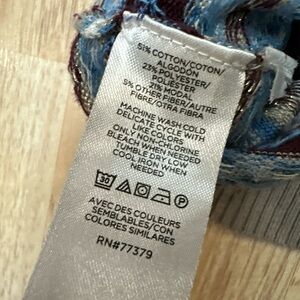 51% COTTON/COTON/
ALGODÓN
23% POLYESTER/
POLIÉSTER
21% MODAL
5% OTHER FIBER/AUTRE
FIBRE/OTRA FIBRA
MACHINE WASH COLD
DELICATE CYCLE WITH
LIKE COLORS
ONLY NON-CHLORINE
BLEACH WHEN NEEDED
TUMBLE DRY LOW
COOL IRON WHEN
NEEDED
30
AVEC DES COULEURS
SEMBLABLES/CON
COLORES SIMILARES
RN#77379